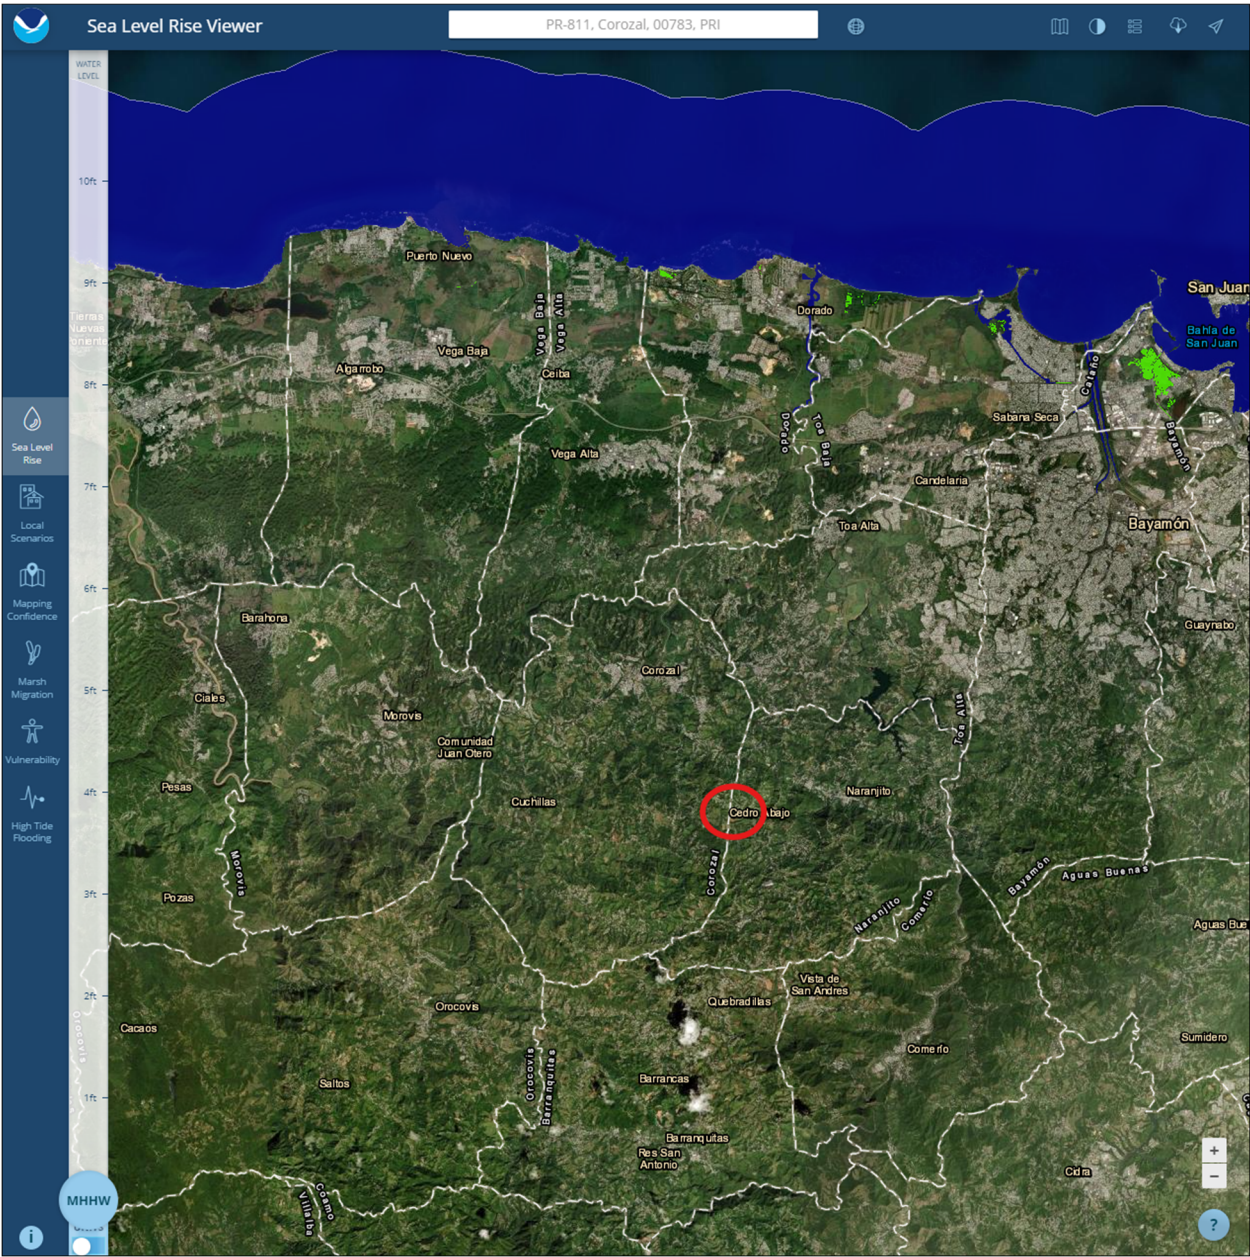 Sea Level Rise Viewer
PR-811, Corozal, 00783, PRI
WATER
LEVEL
10ft
9ft
8ft
7ft
6ft
5ft
4ft
3ft
2ft
1ft
MHHW
Sea Level
Rise
Local
Scenarios
Mapping
Confidence
Marsh
Migration
Vulnerability
High Tide
Flooding
i
Puerto Nuevo
San Juan
Bahía de
San Juan
Tierras
Nuevas
Poniente
Vega Baja
Vega Alta
Dorado
Vega Baja
Algarrobo
Ceiba
Cataño
Sabana Seca
Dorado
Toa Baja
Bayamón
Vega Alta
Candelaria
Toa Alta
Bayamón
Barahona
Guaynabo
Corozal
Ciales
Morovis
Toa Alta
Comunidad
Juan Otero
Pesas
Cuchillas
Naranjito
Cedro Abajo
Morovis
Corozal
Bayamón
Aguas Buenas
Pozas
Naranjito
Comerío
Aguas Bue
Vista de
San Andres
Orocovis
Quebradillas
Orocovis
Cacaos
Comerío
Sumidero
Saltos
Orocovis
Barranquitas
Barrancas
Barranquitas
Res San
Antonio
Cidra
Coamo
Villalba
+
−
?